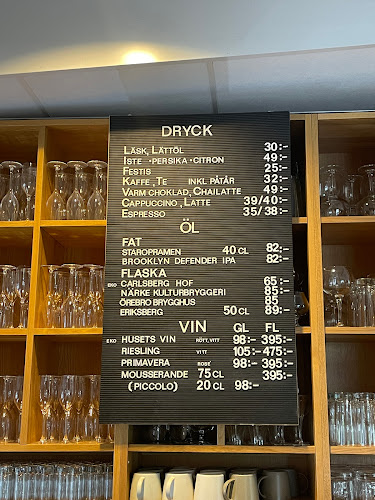 DRYCK
LÄSK, LÄTTÖL 30:-
ISTE •PERSIKA•CITRON 49:-
FESTIS 25:-
KAFFE, TE INKL PÅTÅR 32:-
VARM CHOKLAD, CHAILATTE 49:-
CAPPUCINO, LATTE 39/40:-
ESPRESSO 35/38:-
ÖL
FAT
STAROPRAMEN 40 CL 82:-
BROOKLYN DEFENDER IPA 82:-
FLASKA
EKO CARLSBERG HOF 65:-
NÄRKE KULTURBRYGGERI 85:-
ÖREBRO BRYGGHUS 85
ERIKSBERG 50 CL 89:-
VIN GL FL
EKO HUSETS VIN RÖTT, VITT 98:- 395:-
RIESLING VITT 105:- 475:-
PRIMAVERA ROSÉ 98:- 395:-
MOUSSERANDE 75 CL 395:-
(PICCOLO) 20 CL 98:-